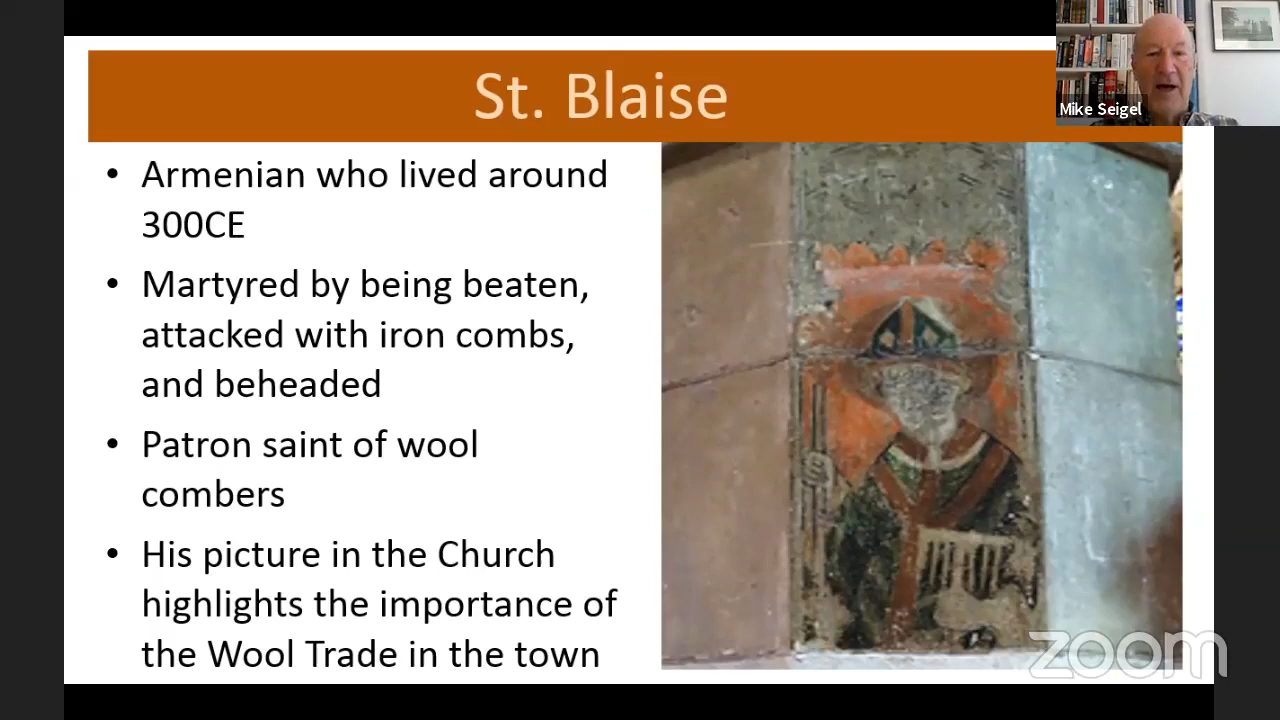 St. Blaise
Mike Seigel
• Armenian who lived around
300CE
• Martyred by being beaten,
attacked with iron combs,
and beheaded
• Patron saint of wool
combers
• His picture in the Church
highlights the importance of
the Wool Trade in the town
zoom